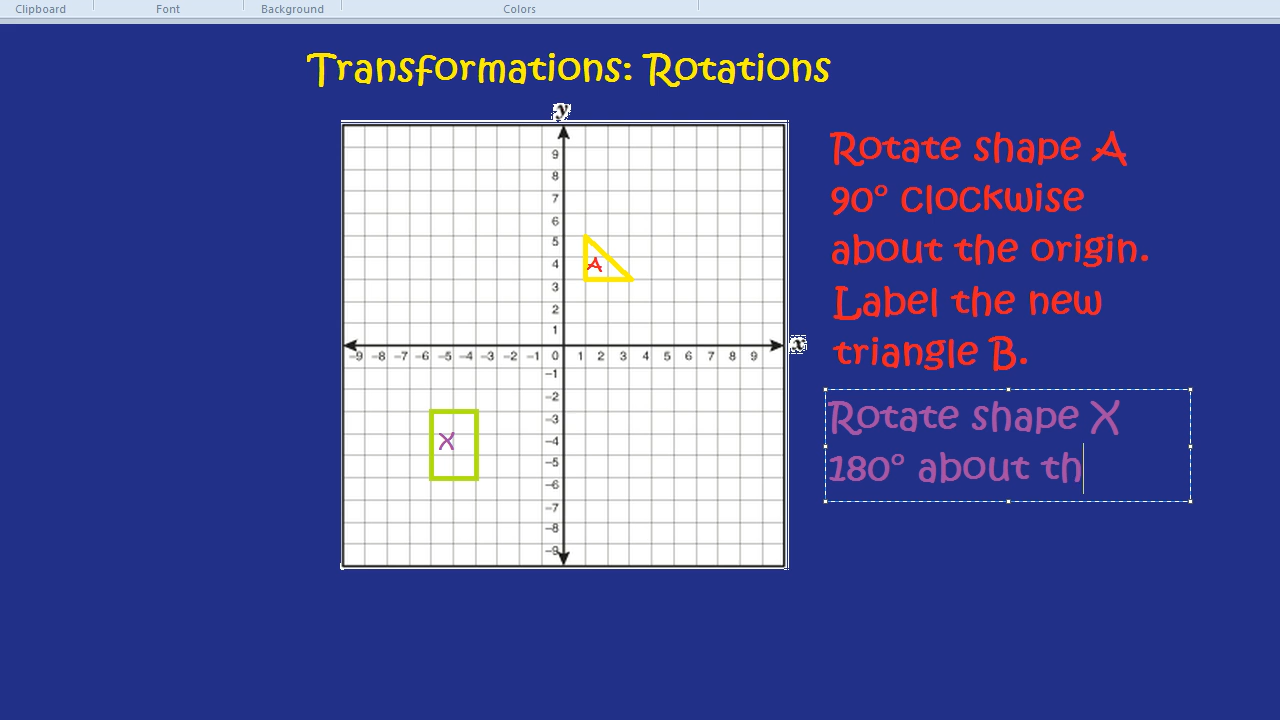 Clipboard Font Background Colors
Transformations: Rotations
y
9
8
7
6
5
4
3
2
1
A
-9 -8 -7 -6 -5 -4 -3 -2 -1 0 1 2 3 4 5 6 7 8 9
x
-1
-2
-3
-4
-5
-6
-7
-8
-9
X
Rotate shape A
90° clockwise
about the origin.
Label the new
triangle B.
Rotate shape X
180° about th